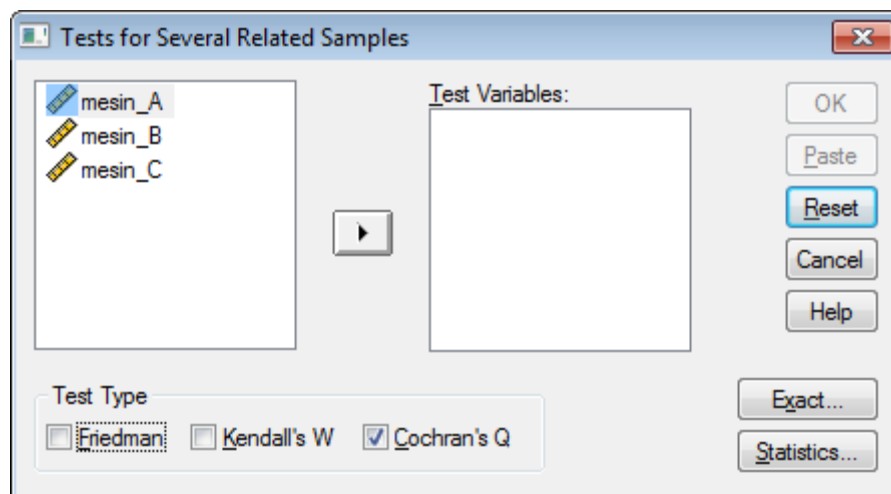 Tests for Several Related Samples
mesin_A
mesin_B
mesin_C
Test Variables:
OK
Paste
Reset
Cancel
Help
Test Type
Friedman
Kendall's W
Cochran's Q
Exact...
Statistics...